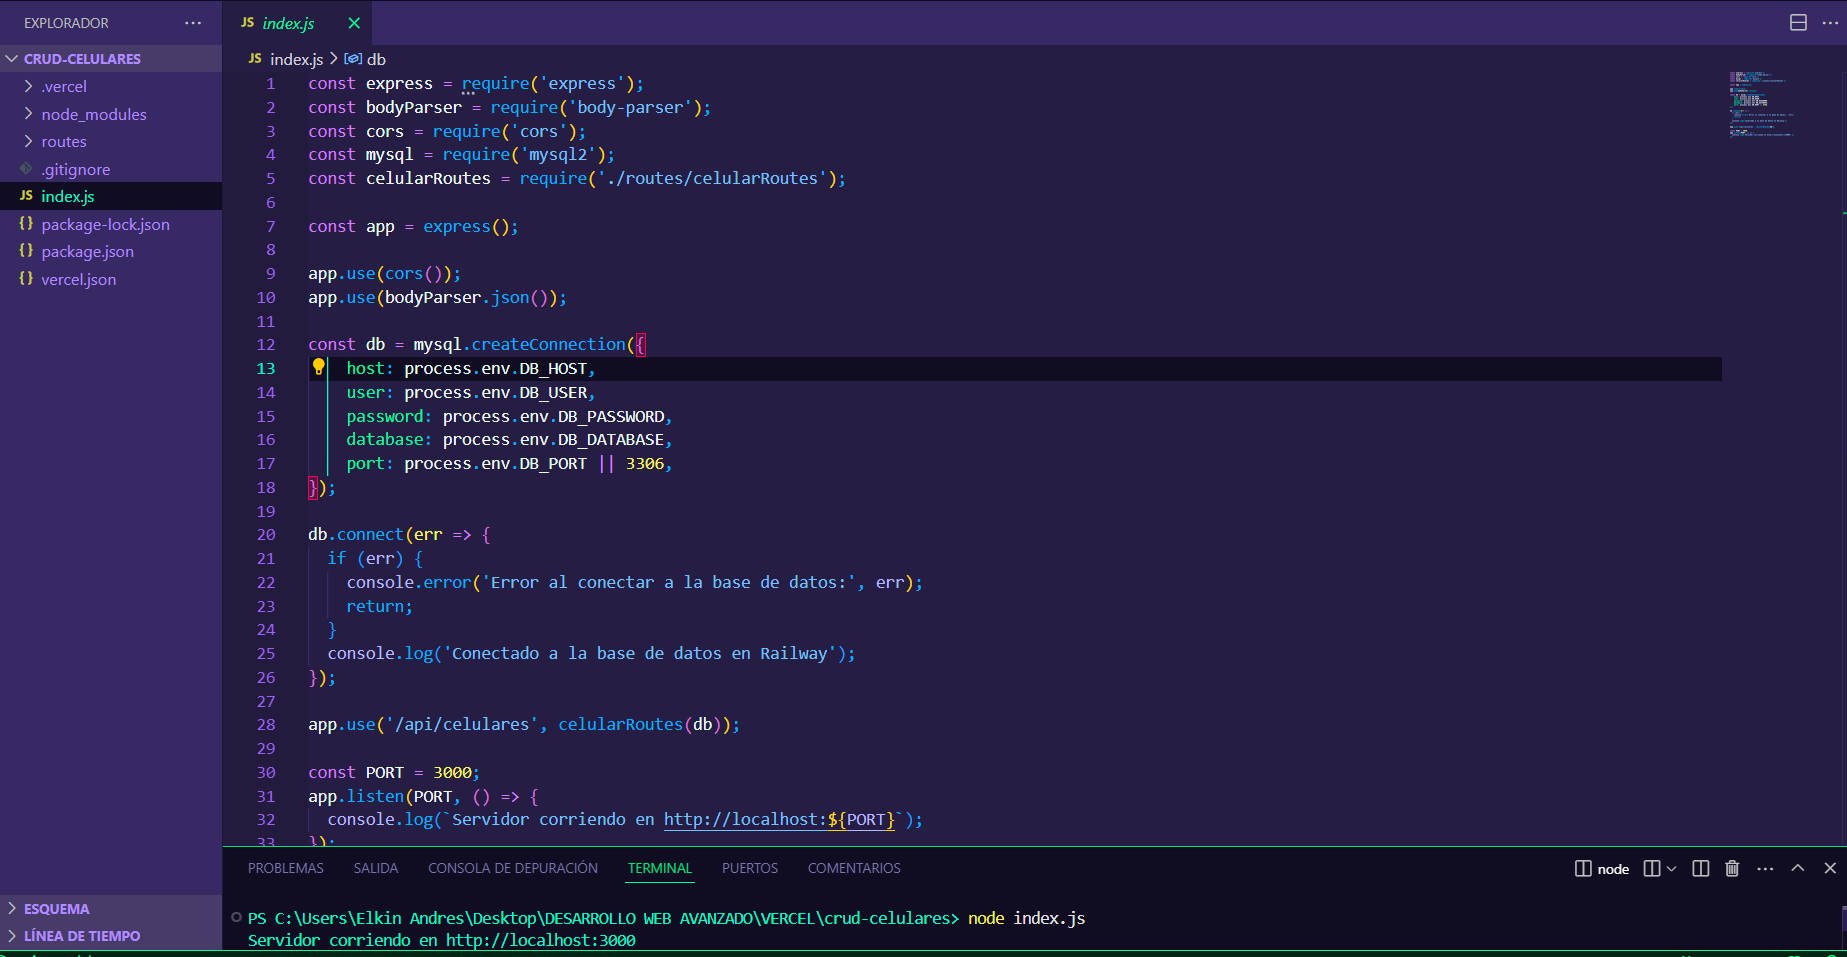 EXPLORADOR
CRUD-CELULARES
.vercel
node_modules
routes
.gitignore
JS index.js
{} package-lock.json
{} package.json
{} vercel.json
ESQUEMA
LÍNEA DE TIEMPO
JS index.js
JS index.js > db
1 const express = require('express');
2 const bodyParser = require('body-parser');
3 const cors = require('cors');
4 const mysql = require('mysql2');
5 const celularRoutes = require('./routes/celularRoutes');
6
7 const app = express();
8
9 app.use(cors());
10 app.use(bodyParser.json());
11
12 const db = mysql.createConnection({
13     host: process.env.DB_HOST,
14     user: process.env.DB_USER,
15     password: process.env.DB_PASSWORD,
16     database: process.env.DB_DATABASE,
17     port: process.env.DB_PORT || 3306,
18 });
19
20 db.connect(err => {
21   if (err) {
22     console.error('Error al conectar a la base de datos:', err);
23     return;
24   }
25   console.log('Conectado a la base de datos en Railway');
26 });
27
28 app.use('/api/celulares', celularRoutes(db));
29
30 const PORT = 3000;
31 app.listen(PORT, () => {
32   console.log(`Servidor corriendo en http://localhost:${PORT}`);
33 });
PROBLEMAS SALIDA CONSOLA DE DEPURACIÓN TERMINAL PUERTOS COMENTARIOS
node
PS C:\Users\Elkin Andres\Desktop\DESARROLLO WEB AVANZADO\VERCEL\crud-celulares> node index.js
Servidor corriendo en http://localhost:3000